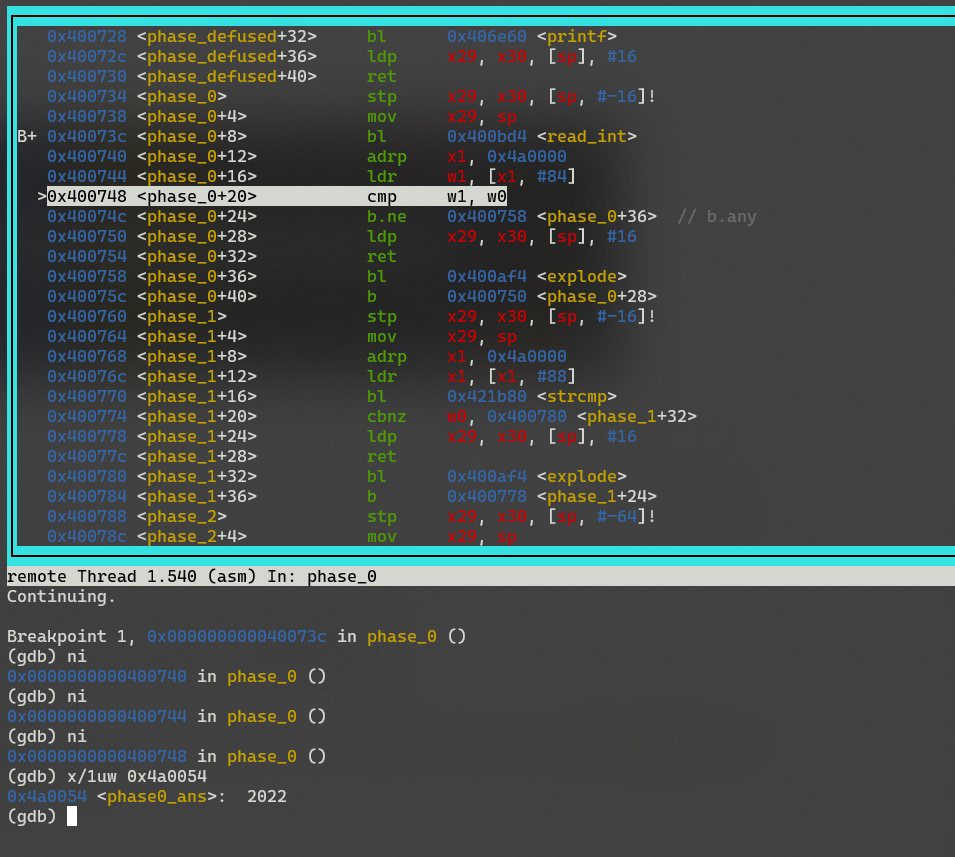 0x400728 <phase_defused+32> bl 0x406e60 <printf>
0x40072c <phase_defused+36> ldp x29, x30, [sp], #16
0x400730 <phase_defused+40> ret
0x400734 <phase_0> stp x29, x30, [sp, #-16]!
0x400738 <phase_0+4> mov x29, sp
B+ 0x40073c <phase_0+8> bl 0x400bd4 <read_int>
0x400740 <phase_0+12> adrp x1, 0x4a0000
0x400744 <phase_0+16> ldr w1, [x1, #84]
>0x400748 <phase_0+20> cmp w1, w0
0x40074c <phase_0+24> b.ne 0x400758 <phase_0+36> // b.any
0x400750 <phase_0+28> ldp x29, x30, [sp], #16
0x400754 <phase_0+32> ret
0x400758 <phase_0+36> bl 0x400af4 <explode>
0x40075c <phase_0+40> b 0x400750 <phase_0+28>
0x400760 <phase_1> stp x29, x30, [sp, #-16]!
0x400764 <phase_1+4> mov x29, sp
0x400768 <phase_1+8> adrp x1, 0x4a0000
0x40076c <phase_1+12> ldr x1, [x1, #88]
0x400770 <phase_1+16> bl 0x421b80 <strcmp>
0x400774 <phase_1+20> cbnz w0, 0x400780 <phase_1+32>
0x400778 <phase_1+24> ldp x29, x30, [sp], #16
0x40077c <phase_1+28> ret
0x400780 <phase_1+32> bl 0x400af4 <explode>
0x400784 <phase_1+36> b 0x400778 <phase_1+24>
0x400788 <phase_2> stp x29, x30, [sp, #-64]!
0x40078c <phase_2+4> mov x29, sp
remote Thread 1.540 (asm) In: phase_0
Continuing.
Breakpoint 1, 0x000000000040073c in phase_0 ()
(gdb) ni
0x0000000000400740 in phase_0 ()
(gdb) ni
0x0000000000400744 in phase_0 ()
(gdb) ni
0x0000000000400748 in phase_0 ()
(gdb) x/1uw 0x4a0054
0x4a0054 <phase0_ans>: 2022
(gdb)